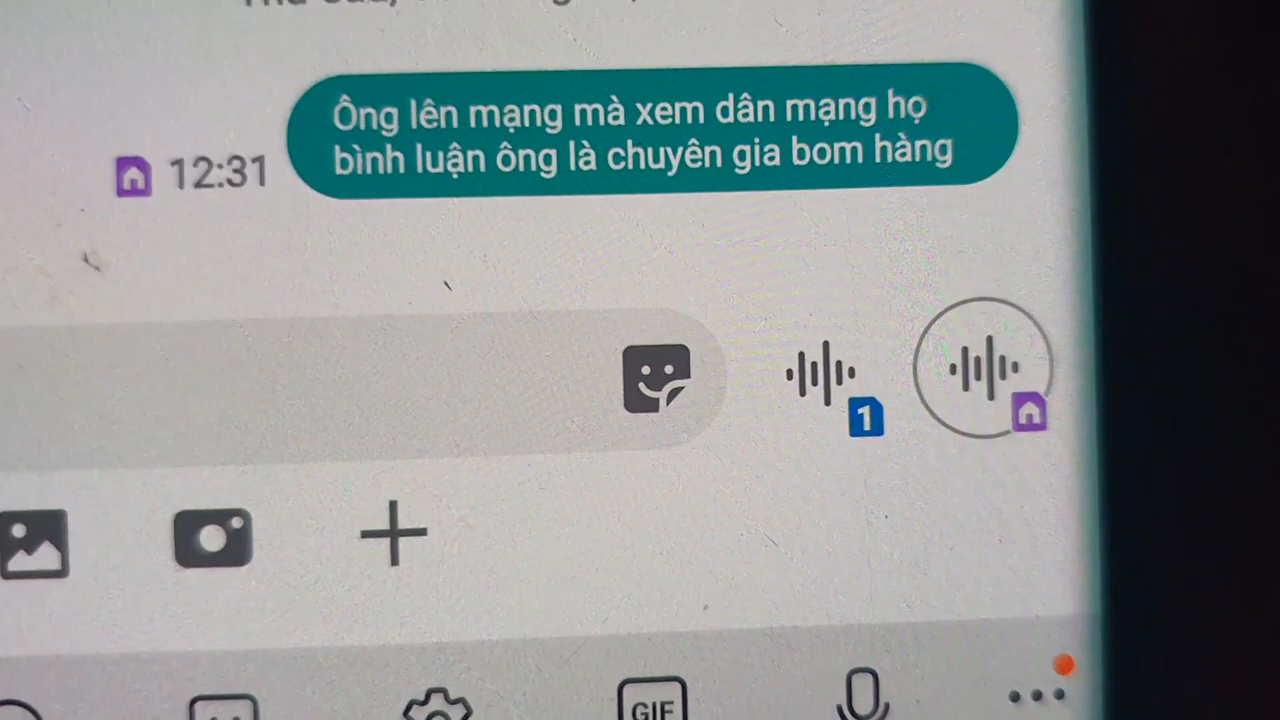 Ông lên mạng mà xem dân mạng họ
bình luận ông là chuyên gia bom hàng
12:31
1
GIF